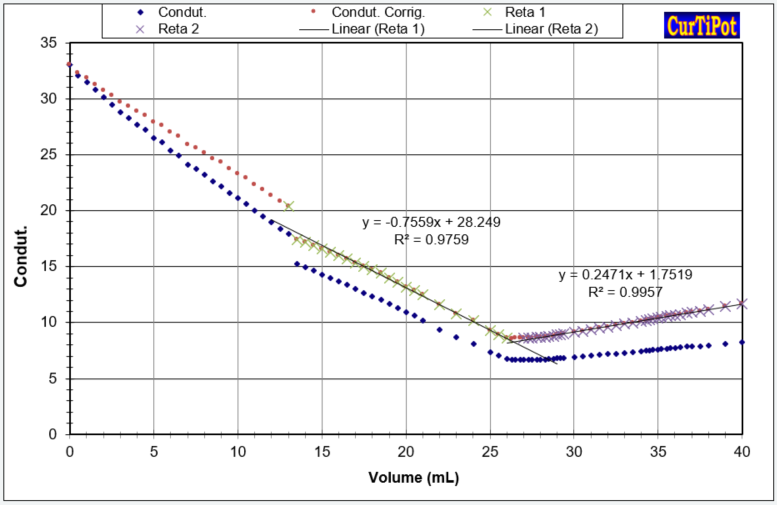 Condut. Condut. Corrig. Reta 1
Reta 2 Linear (Reta 1) Linear (Reta 2)
CurTiPot
35
30
25
20
15
10
5
0
Condut.
y = -0.7559x + 28.249
R² = 0.9759
y = 0.2471x + 1.7519
R² = 0.9957
0 5 10 15 20 25 30 35 40
Volume (mL)